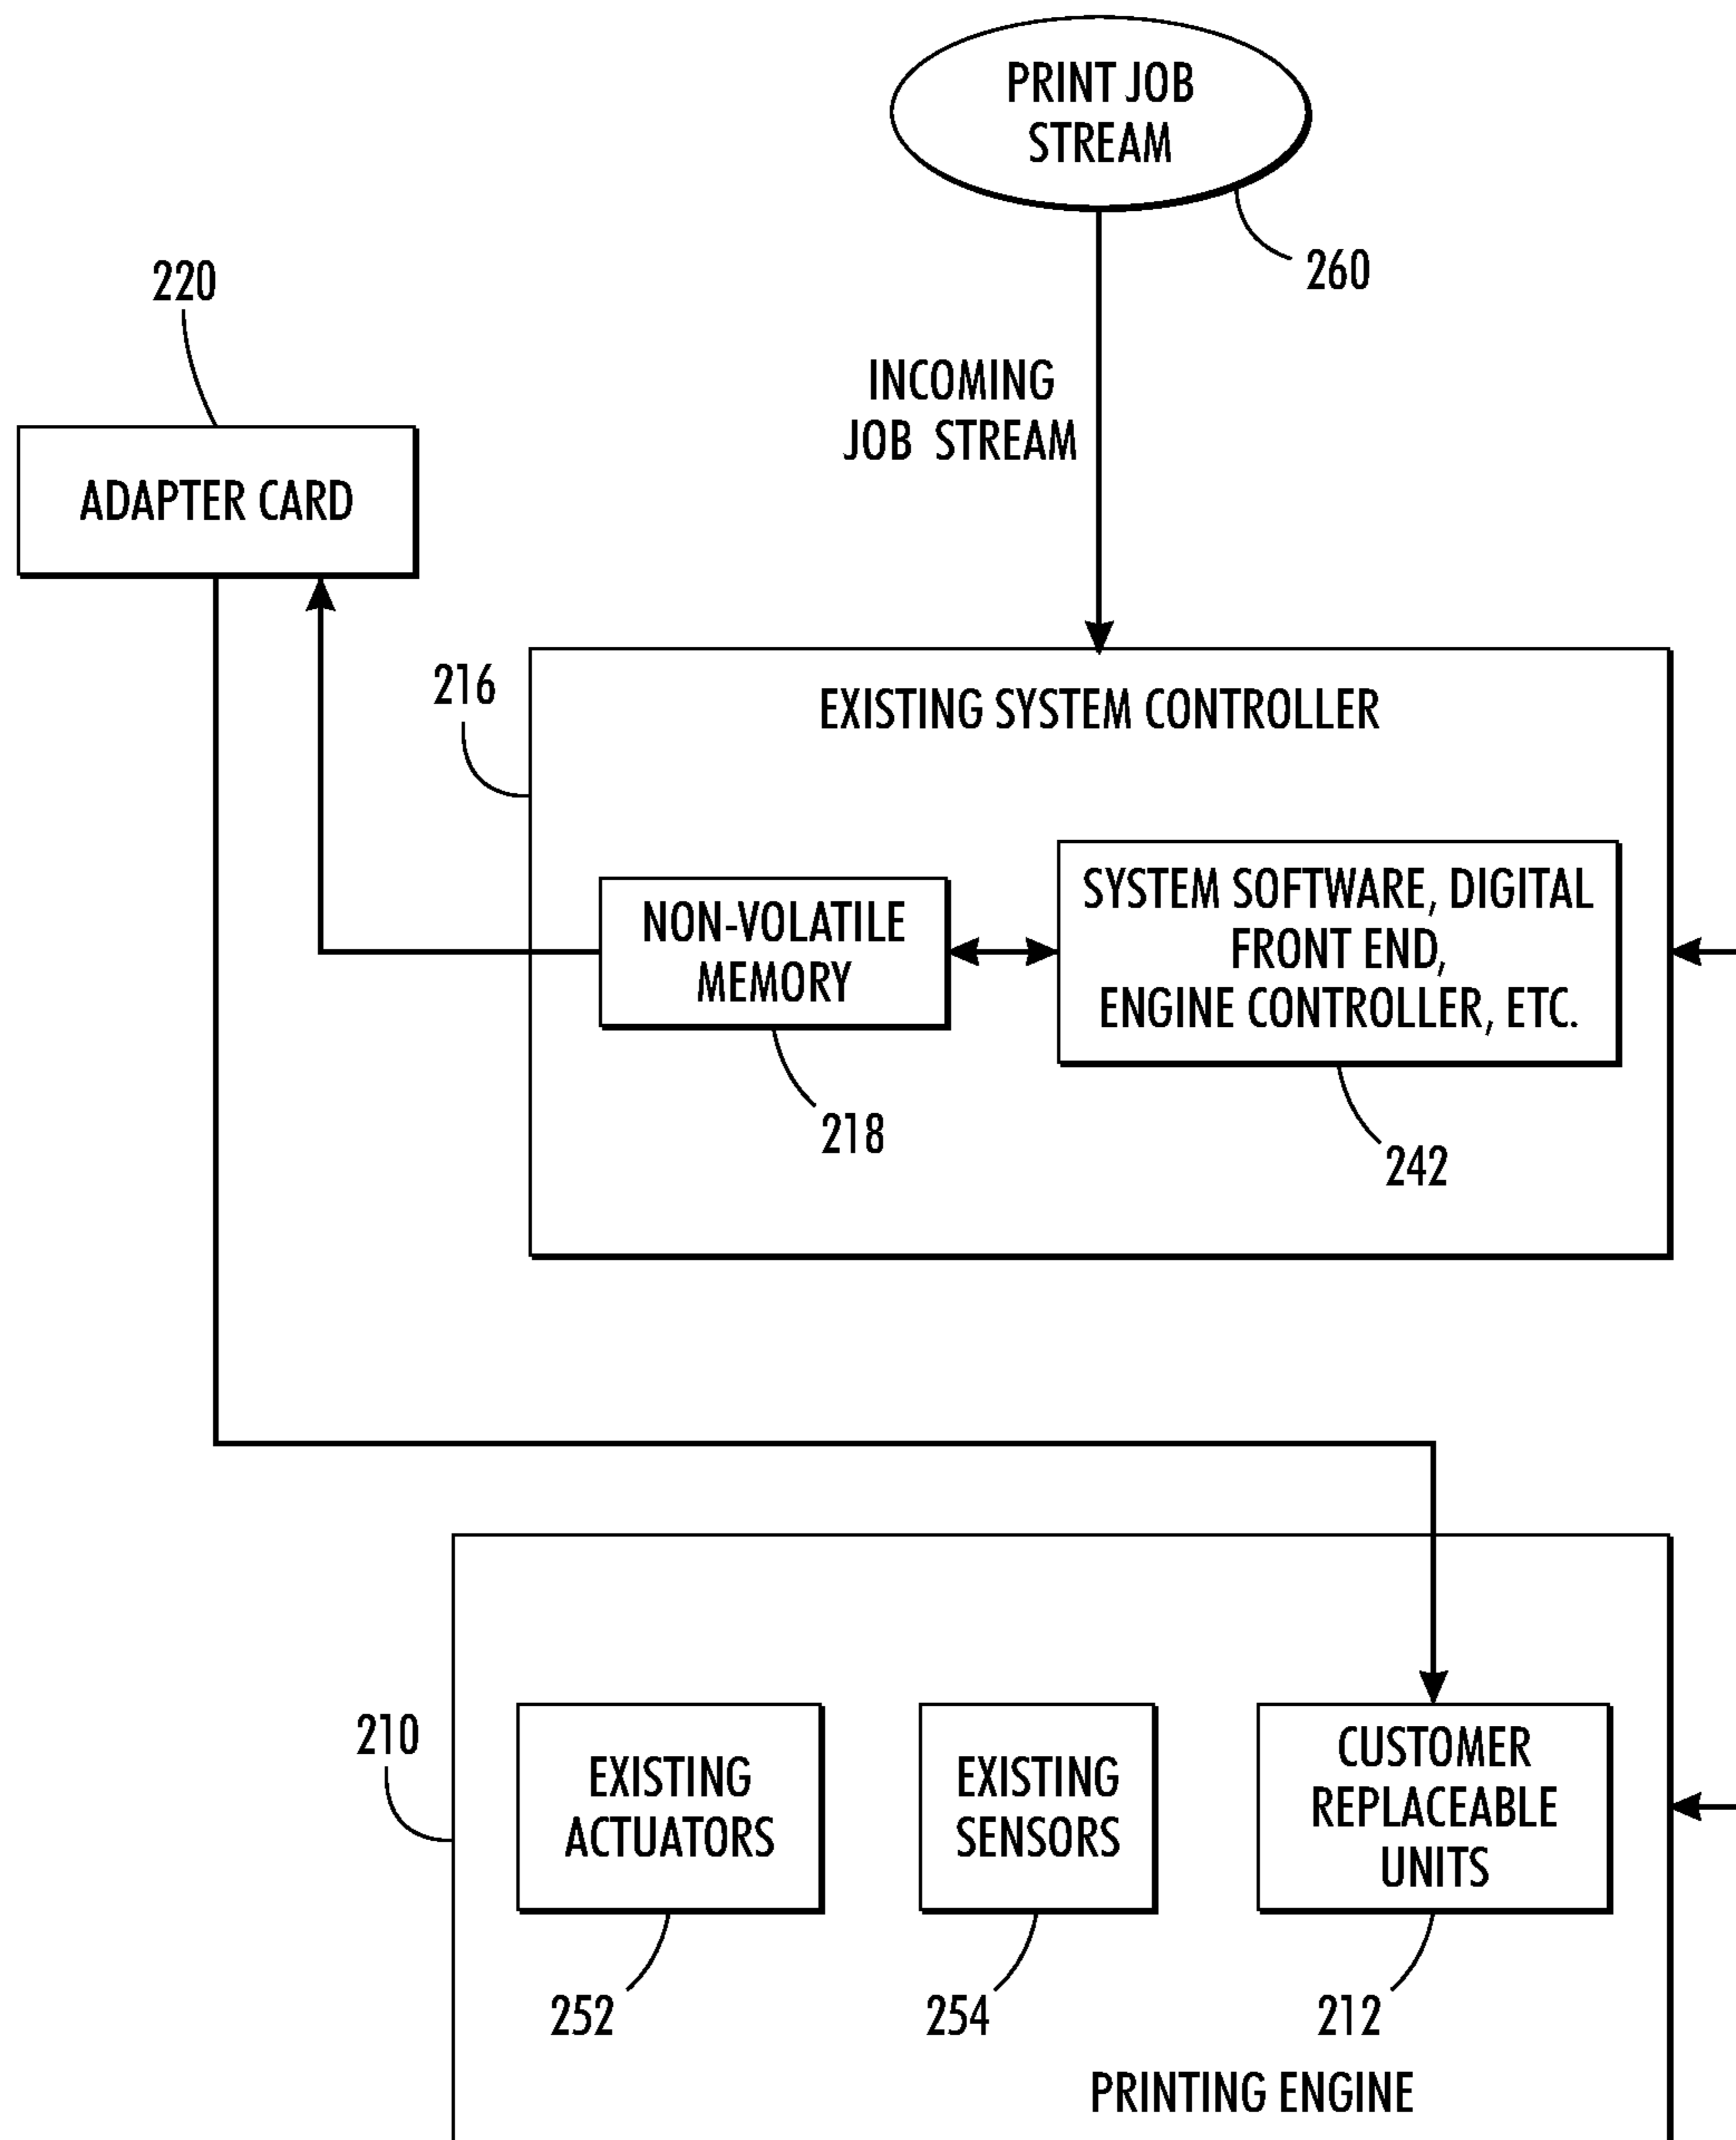 PRINT JOB
STREAM
260
220
INCOMING
JOB STREAM
ADAPTER CARD
216
EXISTING SYSTEM CONTROLLER
NON-VOLATILE
MEMORY
SYSTEM SOFTWARE, DIGITAL
FRONT END,
ENGINE CONTROLLER, ETC.
218
242
210
EXISTING
ACTUATORS
EXISTING
SENSORS
CUSTOMER
REPLACEABLE
UNITS
252
254
212
PRINTING ENGINE